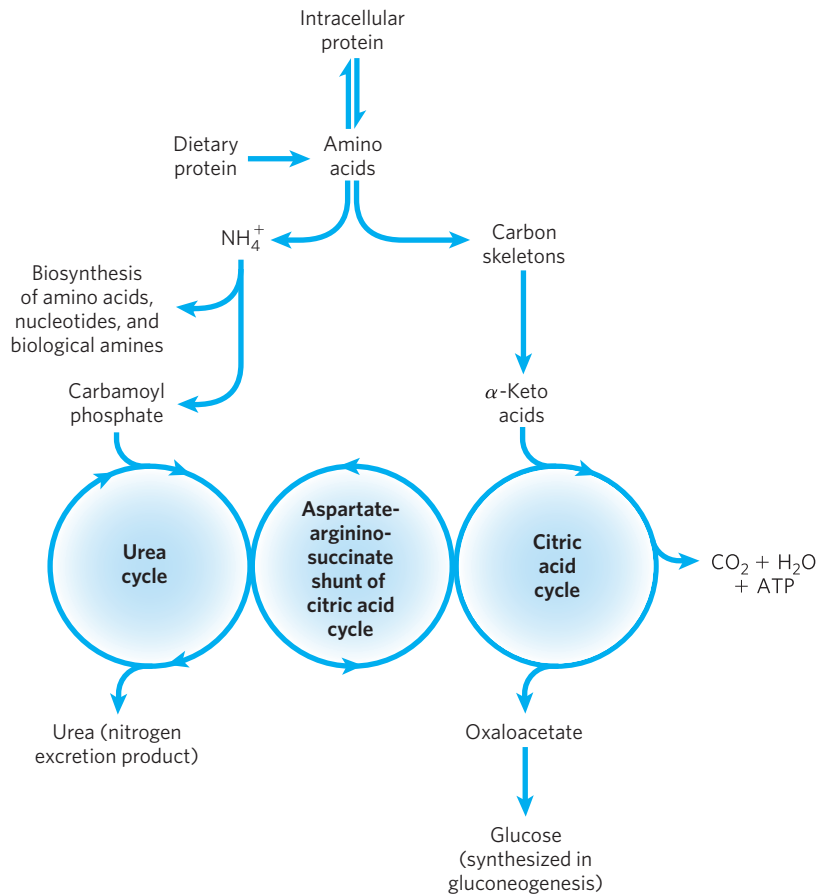 Intracellular
protein
Dietary
protein
Amino
acids
NH₄⁺
Carbon
skeletons
Biosynthesis
of amino acids,
nucleotides, and
biological amines
Carbamoyl
phosphate
α-Keto
acids
Urea
cycle
Aspartate-
arginino-
succinate
shunt of
citric acid
cycle
Citric
acid
cycle
CO₂ + H₂O
+ ATP
Urea (nitrogen
excretion product)
Oxaloacetate
Glucose
(synthesized in
gluconeogenesis)